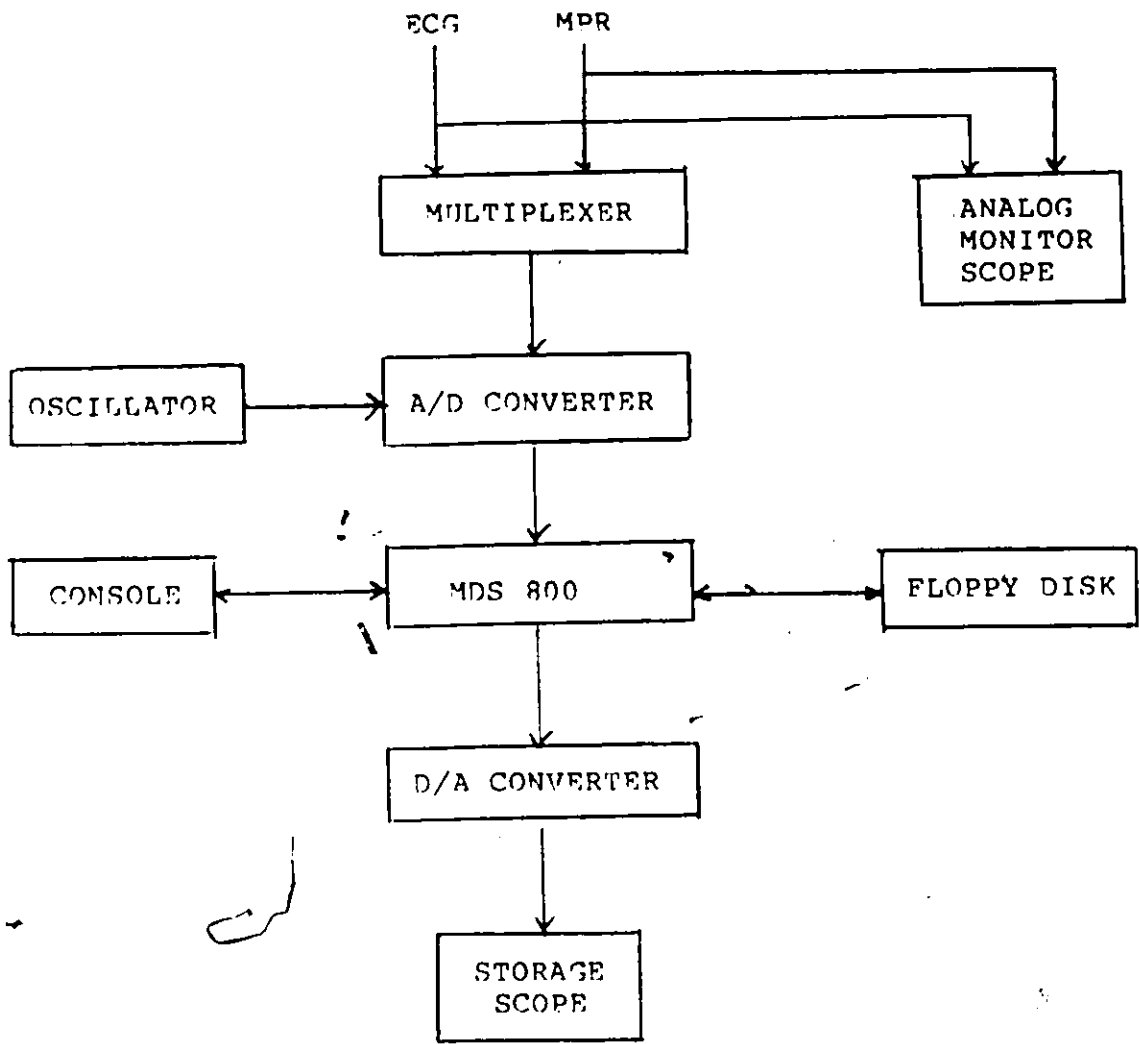 ECG MPR
MULTIPLEXER
ANALOG
MONITOR
SCOPE
OSCILLATOR
A/D CONVERTER
CONSOLE
MDS 800
FLOPPY DISK
D/A CONVERTER
STORAGE
SCOPE